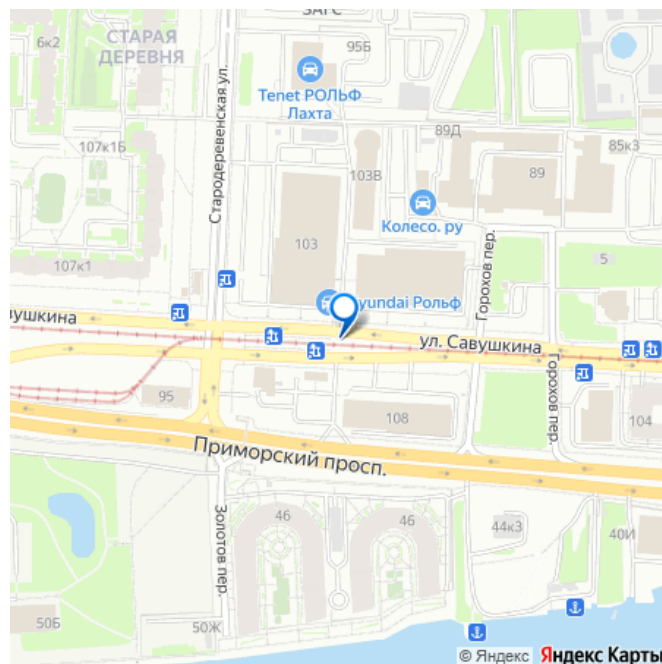 ЗАГС
6к2
СТАРАЯ
ДЕРЕВНЯ
95Б
Tenet РОЛЬФ
Лахта
Стародеревенская ул.
89Д
107к1Б
85к3
103В
89
Колесо. ру
103
Горохов пер.
5
107к1
yundai Рольф
вушкина
ул. Савушкина
Горохов пер.
95
108
104
Приморский просп.
Золотов пер.
46
46
44к3
40И
50Б
50Ж
© Яндекс Яндекс Карты